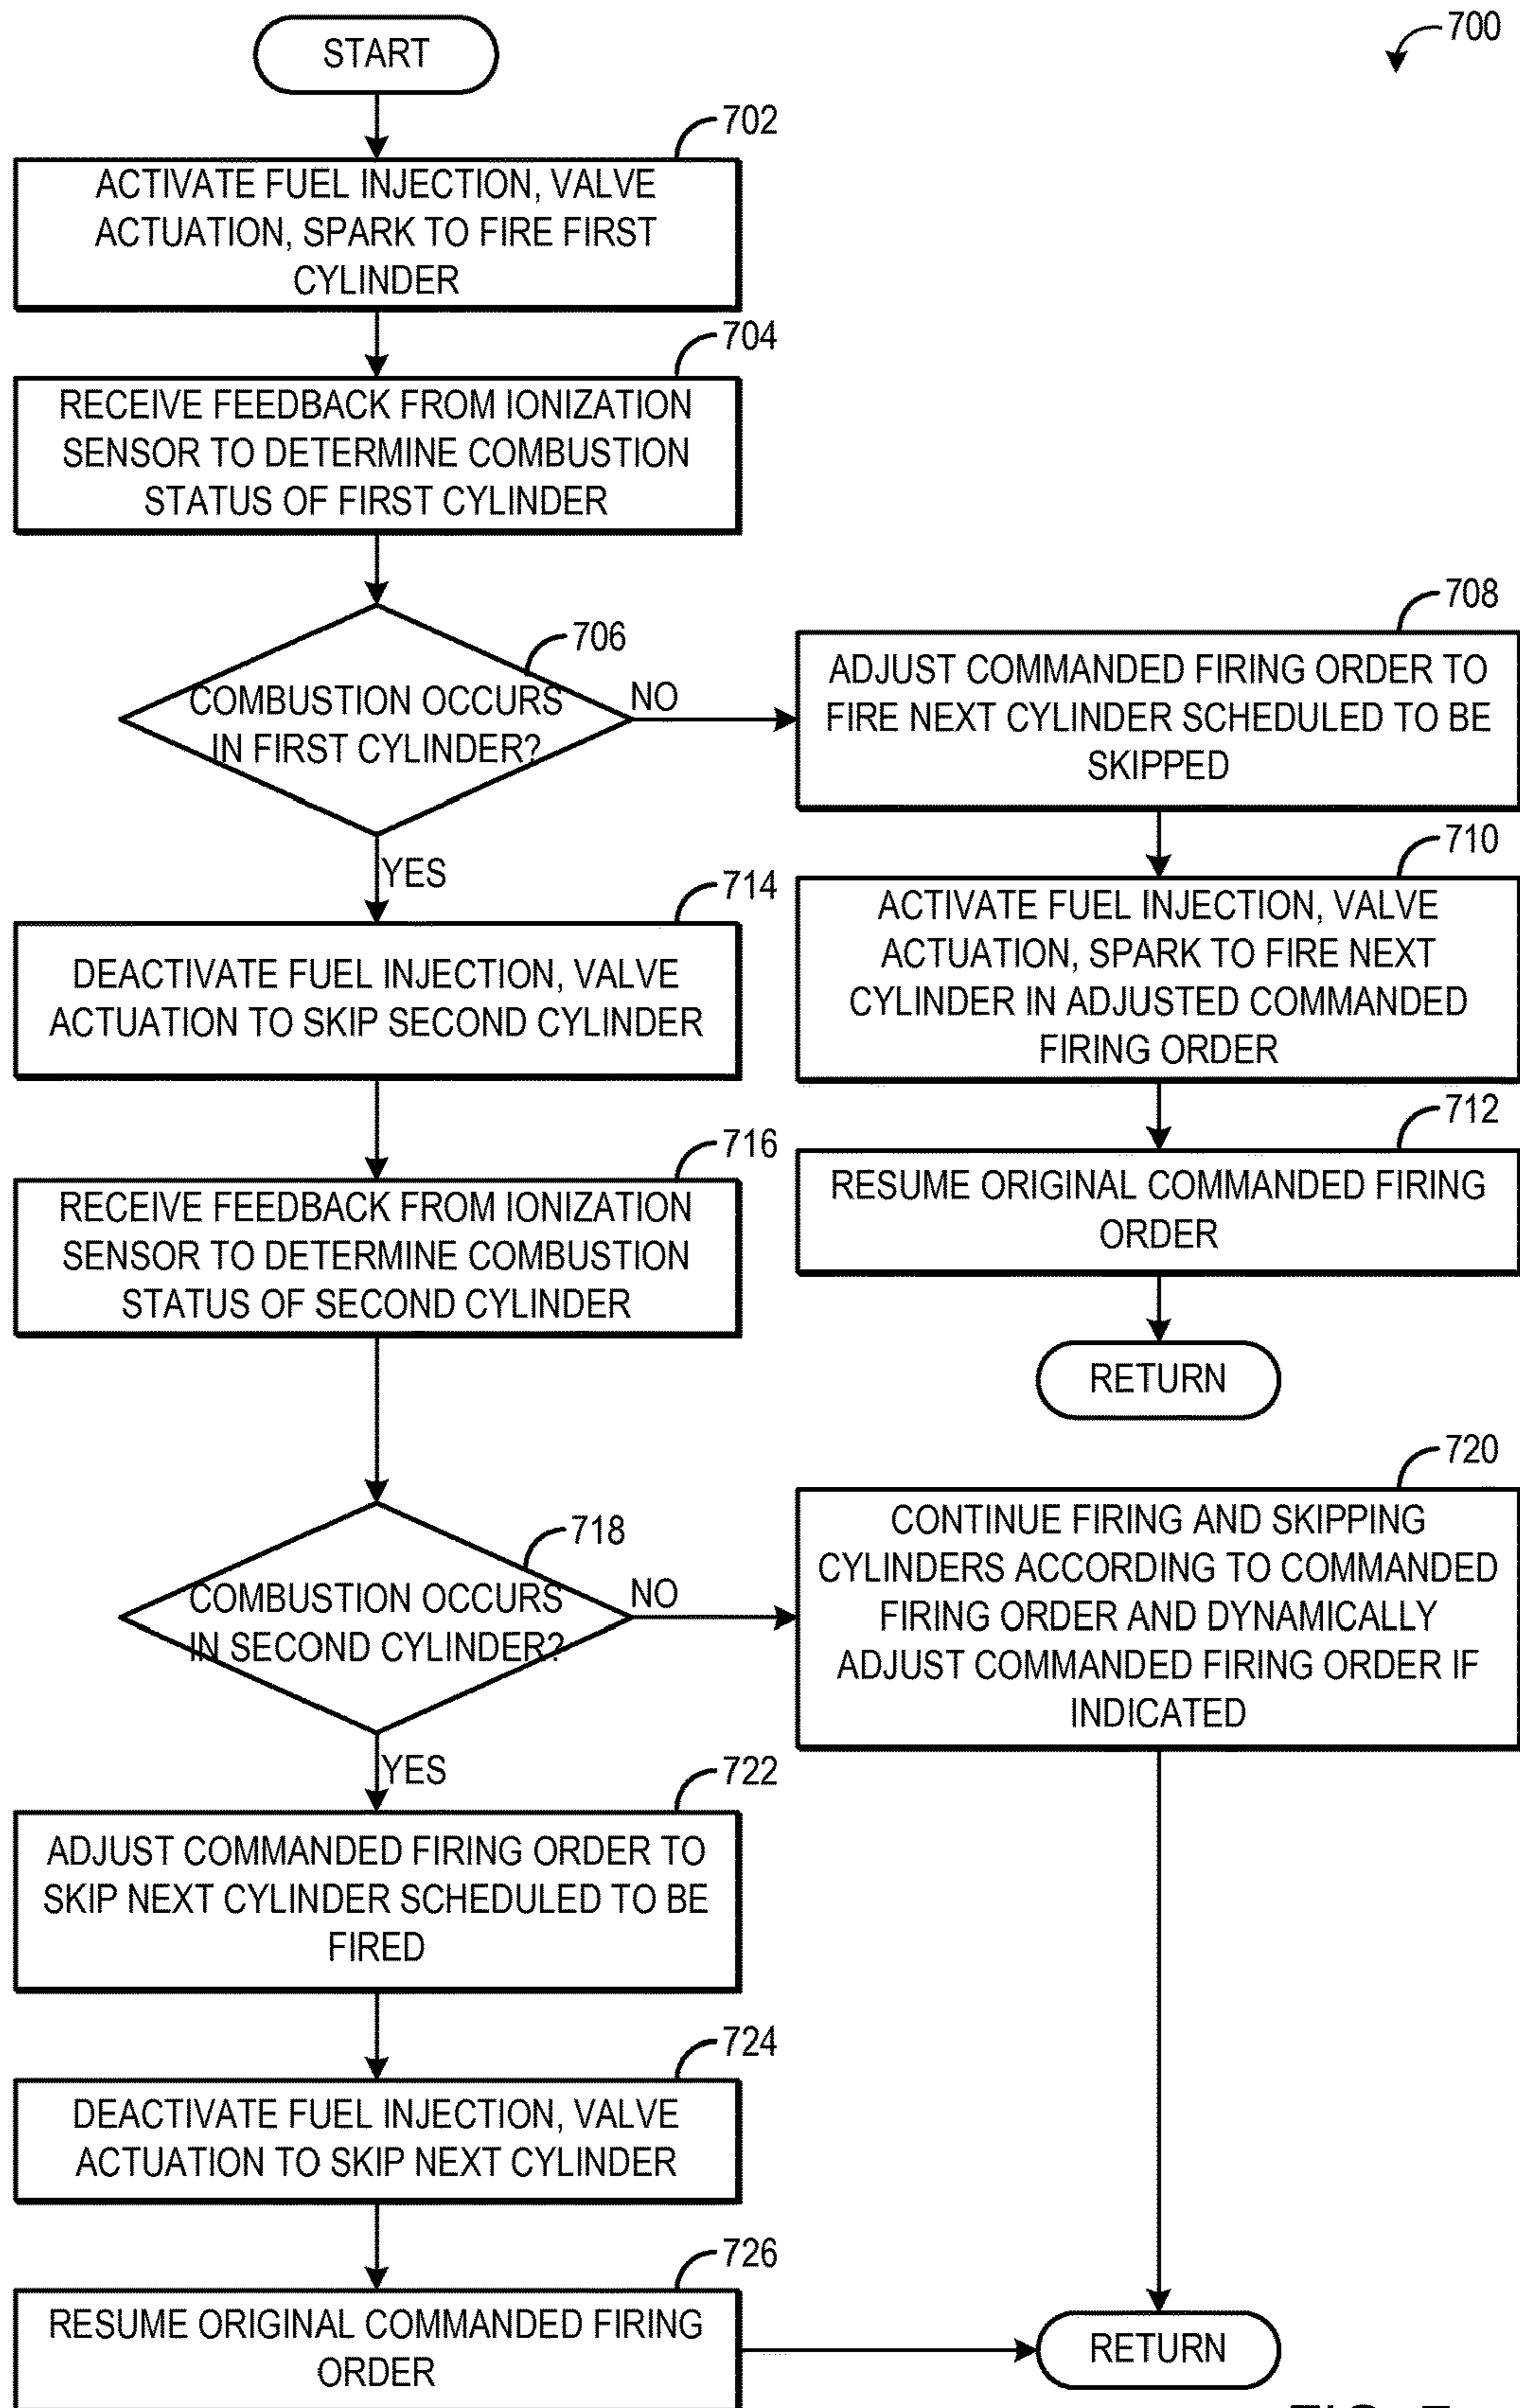 START
700
702
ACTIVATE FUEL INJECTION, VALVE
ACTUATION, SPARK TO FIRE FIRST
CYLINDER
704
RECEIVE FEEDBACK FROM IONIZATION
SENSOR TO DETERMINE COMBUSTION
STATUS OF FIRST CYLINDER
706
COMBUSTION OCCURS
IN FIRST CYLINDER?
NO
YES
708
ADJUST COMMANDED FIRING ORDER TO
FIRE NEXT CYLINDER SCHEDULED TO BE
SKIPPED
710
ACTIVATE FUEL INJECTION, VALVE
ACTUATION, SPARK TO FIRE NEXT
CYLINDER IN ADJUSTED COMMANDED
FIRING ORDER
712
RESUME ORIGINAL COMMANDED FIRING
ORDER
RETURN
714
DEACTIVATE FUEL INJECTION, VALVE
ACTUATION TO SKIP SECOND CYLINDER
716
RECEIVE FEEDBACK FROM IONIZATION
SENSOR TO DETERMINE COMBUSTION
STATUS OF SECOND CYLINDER
718
COMBUSTION OCCURS
IN SECOND CYLINDER?
NO
YES
720
CONTINUE FIRING AND SKIPPING
CYLINDERS ACCORDING TO COMMANDED
FIRING ORDER AND DYNAMICALLY
ADJUST COMMANDED FIRING ORDER IF
INDICATED
722
ADJUST COMMANDED FIRING ORDER TO
SKIP NEXT CYLINDER SCHEDULED TO BE
FIRED
724
DEACTIVATE FUEL INJECTION, VALVE
ACTUATION TO SKIP NEXT CYLINDER
726
RESUME ORIGINAL COMMANDED FIRING
ORDER
RETURN